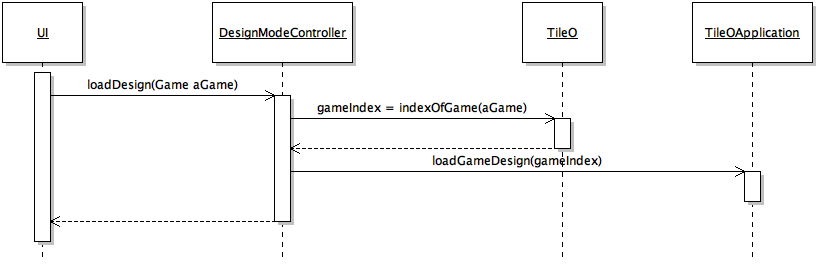 UI
DesignModeController
TileO
TileOApplication
loadDesign(Game aGame)
gameIndex = indexOfGame(aGame)
loadGameDesign(gameIndex)